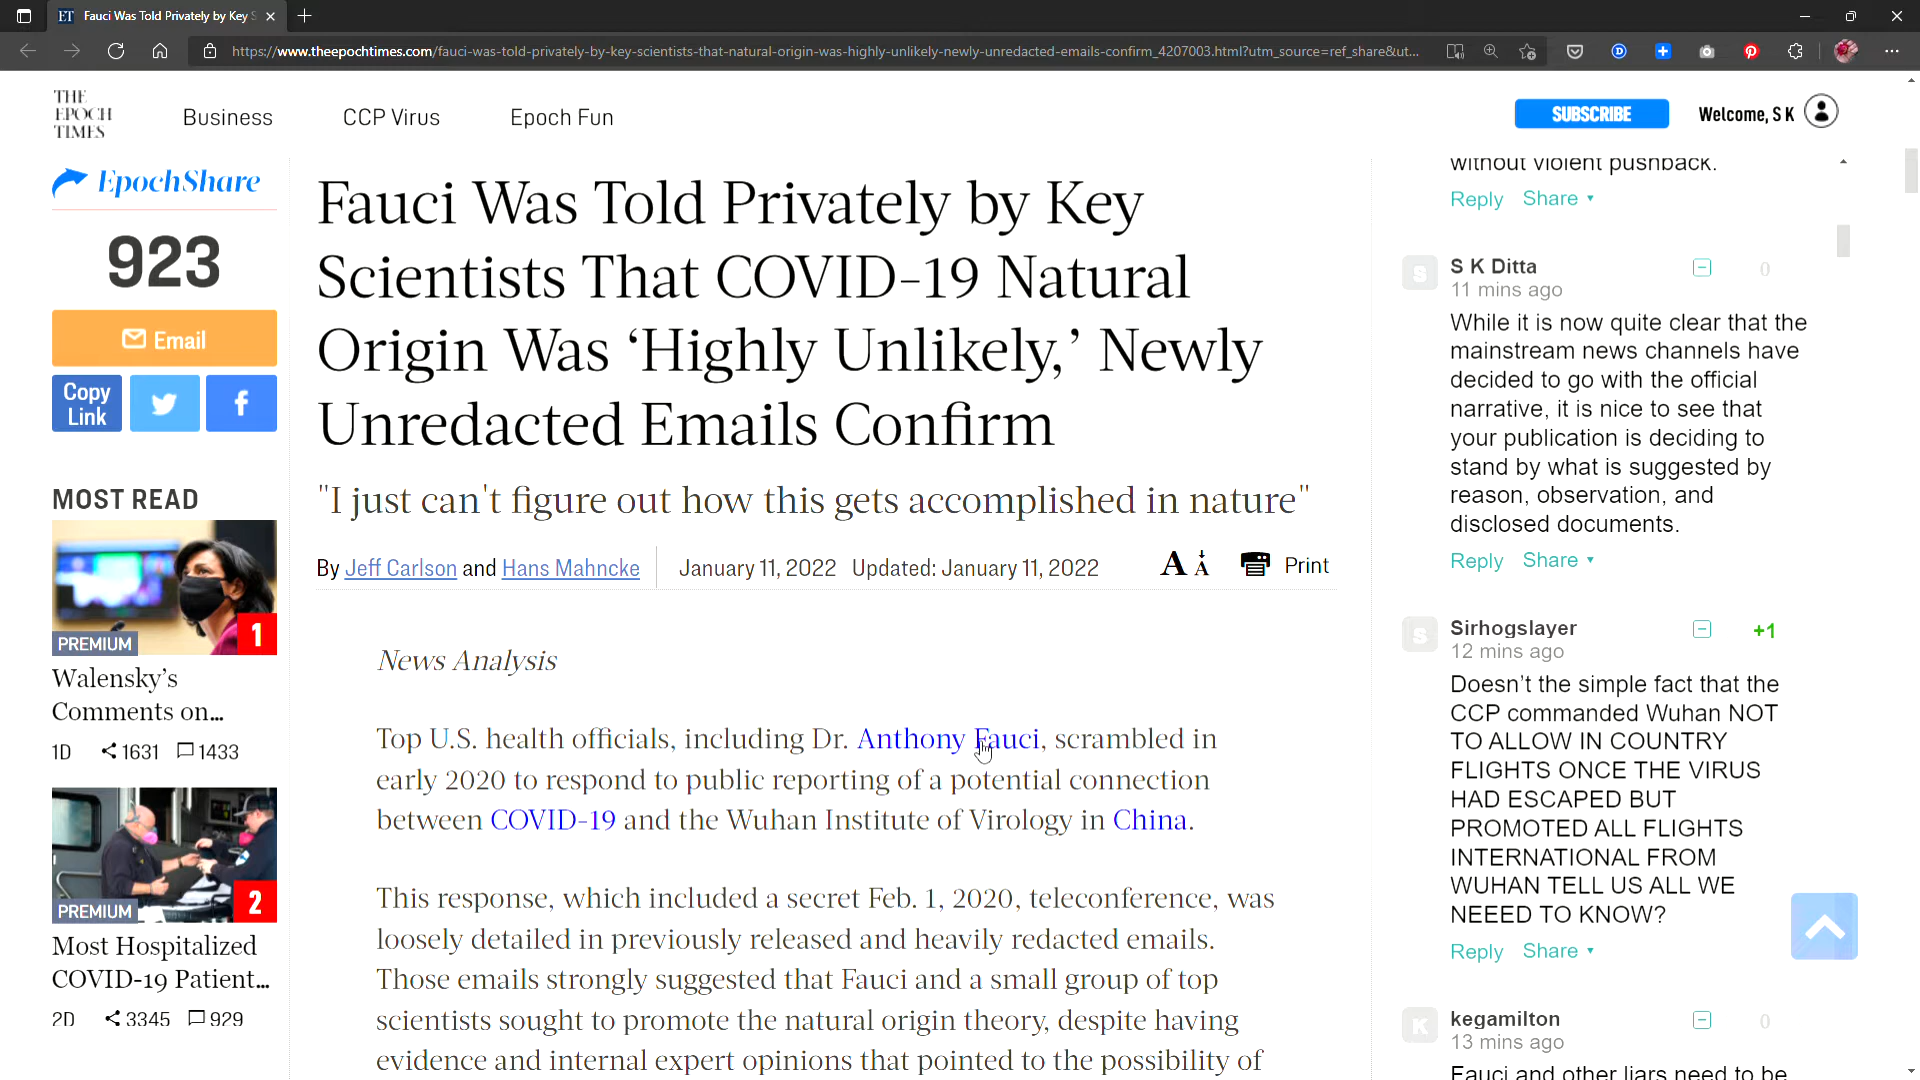 Fauci Was Told Privately by Key S
https://www.theepochtimes.com/fauci-was-told-privately-by-key-scientists-that-natural-origin-was-highly-unlikely-newly-unredacted-emails-confirm_4207003.html?utm_source=ref_share&ut...
THE
EPOCH
TIMES
Business
CCP Virus
Epoch Fun
SUBSCRIBE
Welcome, S K
EpochShare
923
Email
Copy
Link
MOST READ
PREMIUM
1
Walensky’s
Comments on...
1D 1631 1433
PREMIUM
2
Most Hospitalized
COVID-19 Patient...
2D 3345 929
Fauci Was Told Privately by Key
Scientists That COVID-19 Natural
Origin Was ‘Highly Unlikely,’ Newly
Unredacted Emails Confirm
"I just can't figure out how this gets accomplished in nature"
By Jeff Carlson and Hans Mahncke
January 11, 2022 Updated: January 11, 2022
A A
Print
News Analysis
Top U.S. health officials, including Dr. Anthony Fauci, scrambled in
early 2020 to respond to public reporting of a potential connection
between COVID-19 and the Wuhan Institute of Virology in China.
This response, which included a secret Feb. 1, 2020, teleconference, was
loosely detailed in previously released and heavily redacted emails.
Those emails strongly suggested that Fauci and a small group of top
scientists sought to promote the natural origin theory, despite having
evidence and internal expert opinions that pointed to the possibility of
without violent pushback.
Reply Share
S
S K Ditta
0
11 mins ago
While it is now quite clear that the
mainstream news channels have
decided to go with the official
narrative, it is nice to see that
your publication is deciding to
stand by what is suggested by
reason, observation, and
disclosed documents.
Reply Share
S
Sirhogslayer
+1
12 mins ago
Doesn’t the simple fact that the
CCP commanded Wuhan NOT
TO ALLOW IN COUNTRY
FLIGHTS ONCE THE VIRUS
HAD ESCAPED BUT
PROMOTED ALL FLIGHTS
INTERNATIONAL FROM
WUHAN TELL US ALL WE
NEEED TO KNOW?
Reply Share
K
kegamilton
0
13 mins ago
Fauci and other liars need to be